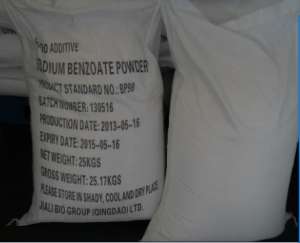 ADDITIVE
SODIUM BENZOATE POWDER
PRODUCT STANDARD NO.: BP98
BATCH NUMBER: 130516
PRODUCTION DATE: 2013-05-16
EXPIRY DATE: 2015-05-16
NET WEIGHT: 25KGS
GROSS WEIGHT: 25.17KGS
PLEASE STORE IN SHADY, COOL AND DRY PLACE
JIALI BIO GROUP (QINGDAO) LTD.